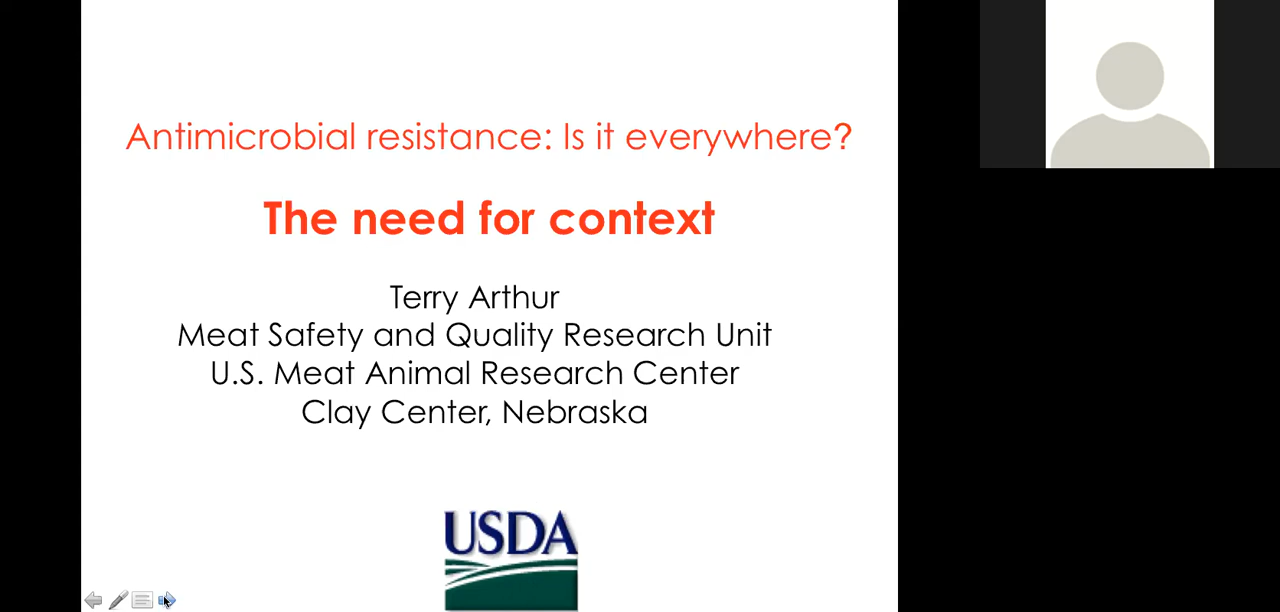 Antimicrobial resistance: Is it everywhere?
The need for context
Terry Arthur
Meat Safety and Quality Research Unit
U.S. Meat Animal Research Center
Clay Center, Nebraska
USDA